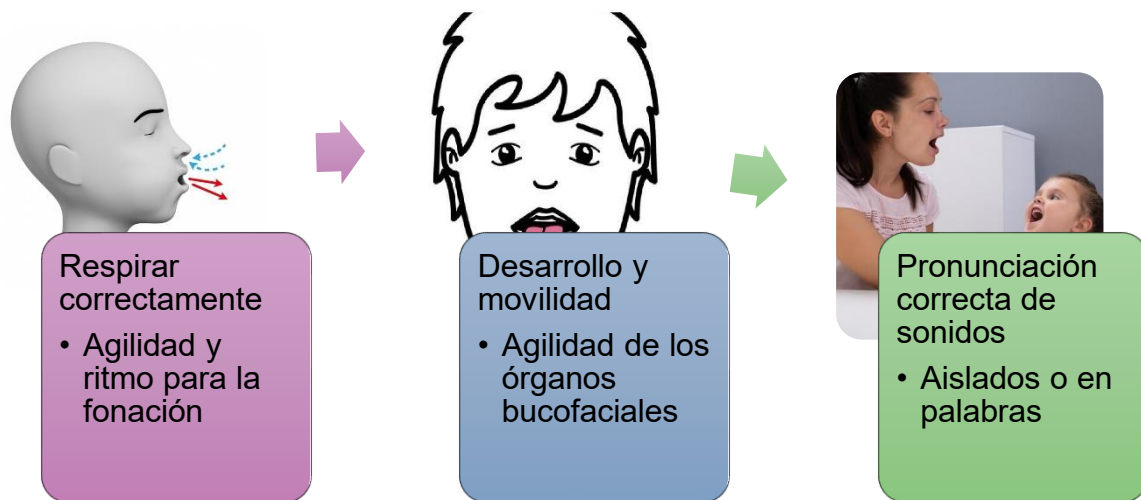 Respirar
correctamente
• Agilidad y
ritmo para la
fonación
Desarrollo y
movilidad
• Agilidad de los
órganos
bucofaciales
Pronunciación
correcta de
sonidos
• Aislados o en
palabras